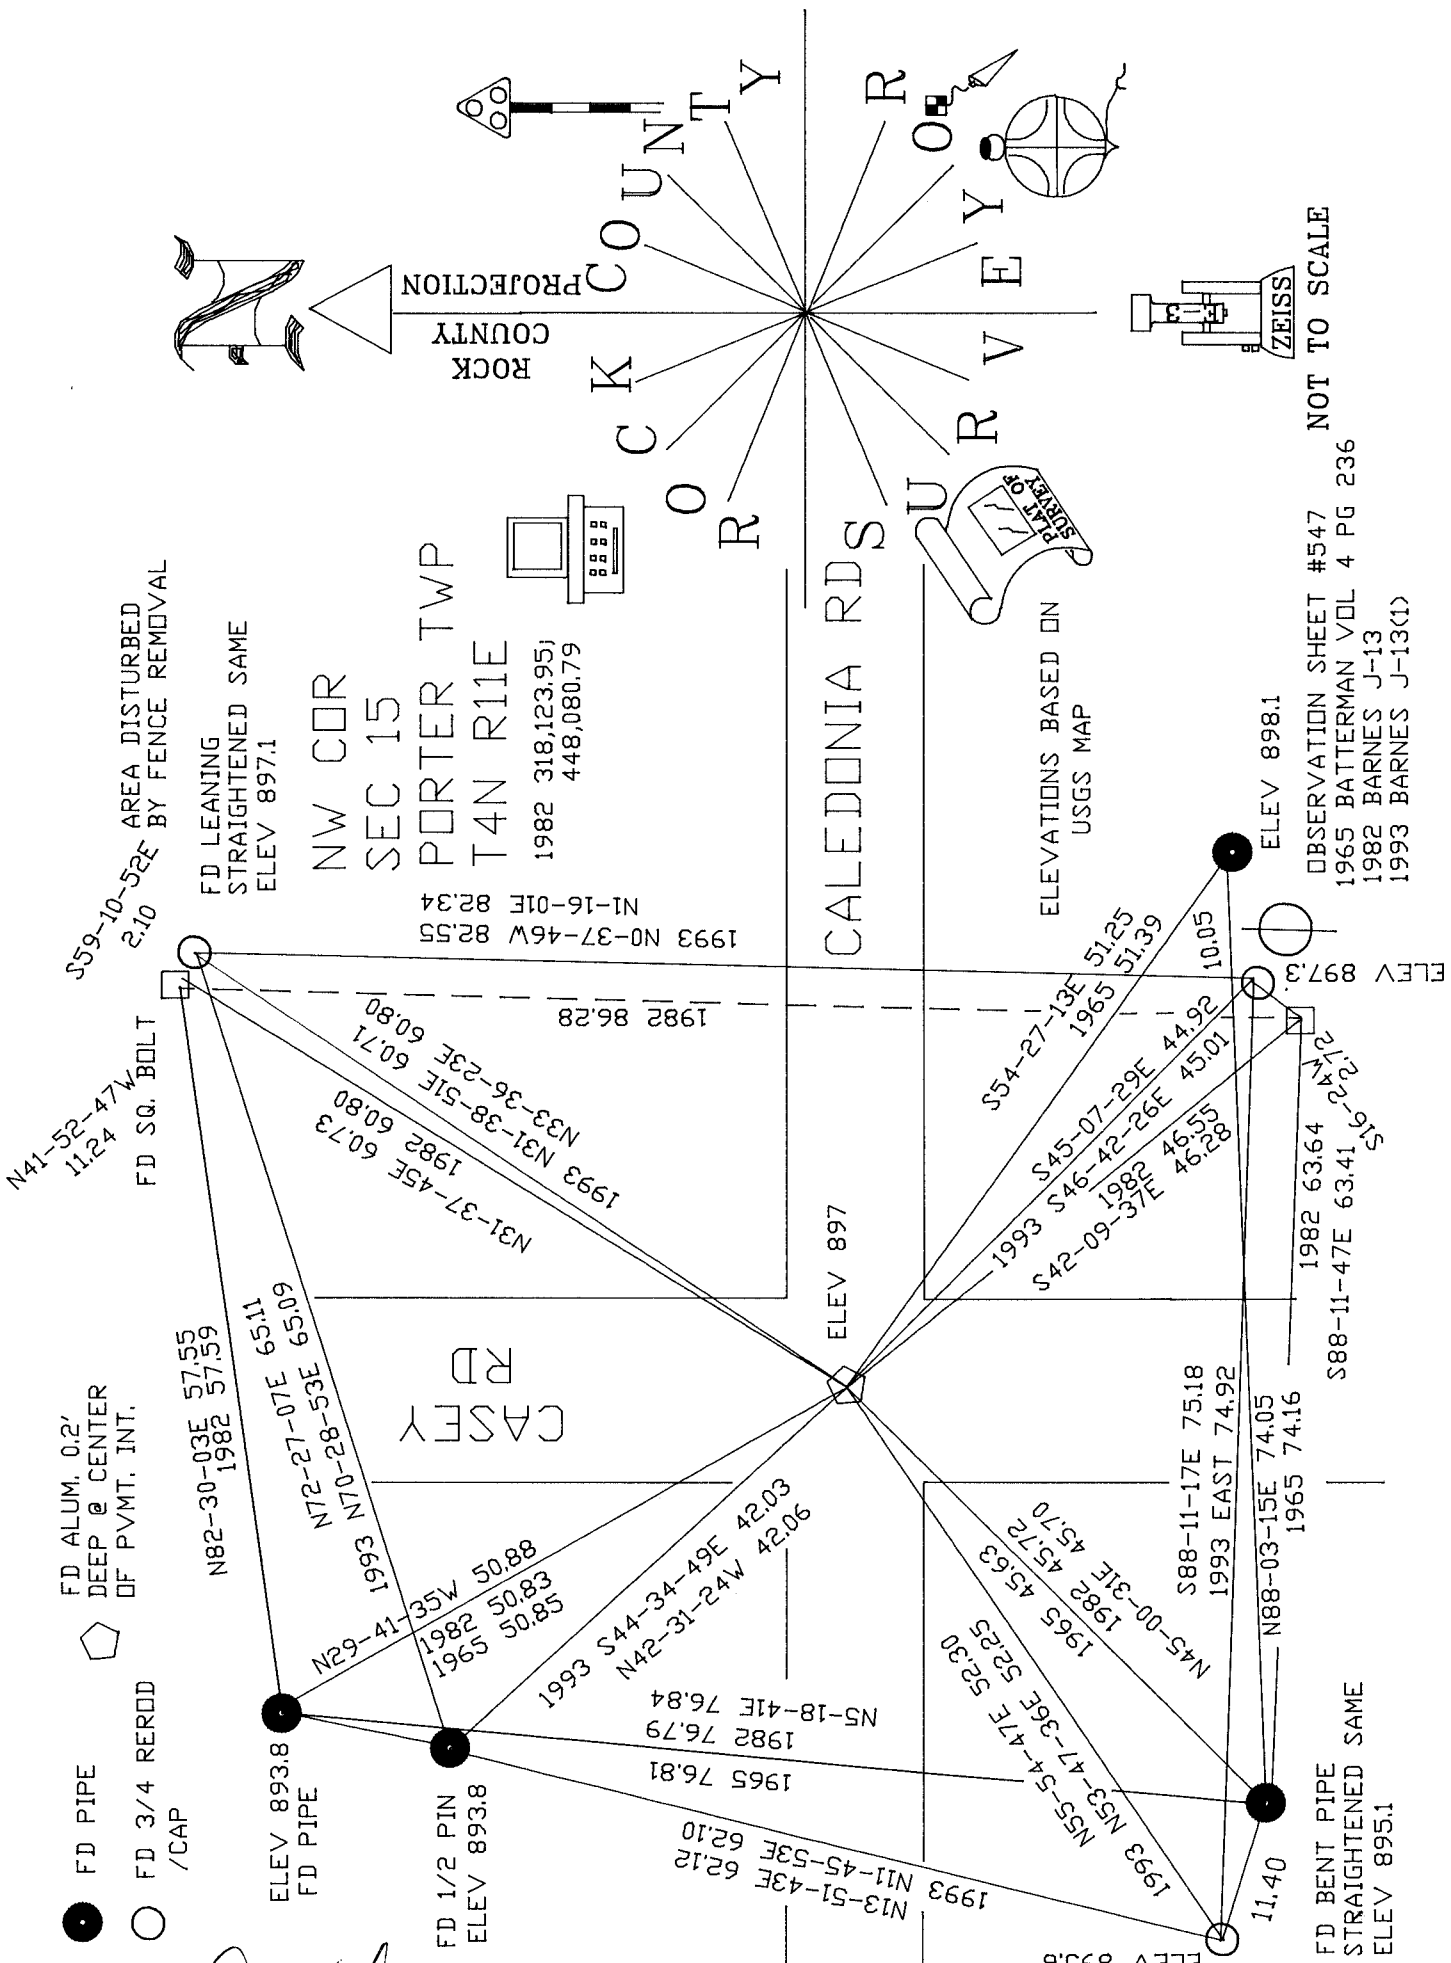 FD PIPE
FD 3/4 REROD
/CAP
FD ALUM. 0.2'
DEEP @ CENTER
OF PVMT. INT.
N41-52-47W
11.24
FD SQ. BOLT
S59-10-52E
2.10
AREA DISTURBED
BY FENCE REMOVAL
FD LEANING
STRAIGHTENED SAME
ELEV 897.1
NW COR
SEC 15
PORTER TWP
T4N R11E
1982 318,123.95;
448,080.79
ELEV 893.8
FD PIPE
FD 1/2 PIN
ELEV 893.8
N82-30-03E 57.55
1982 57.59
N72-27-07E 65.11
1993 N70-28-53E 65.09
N29-41-35W 50.88
1982 50.83
1965 50.85
1993 S44-34-49E 42.03
N42-31-24W 42.06
CASEY
RD
N31-37-45E 60.73
1982 60.80
1993 N31-38-51E 60.71
N33-36-23E 60.80
1982 86.28
1993 N0-37-46W 82.55
N1-16-01E 82.34
ROCK
COUNTY
PROJECTION
ROCK COUNTY
SURVEYOR
ZEISS
PLAT OF
SURVEY
NOT TO SCALE
CALEDONIA RD
ELEV 897
ELEVATIONS BASED ON
USGS MAP
N5-18-41E 76.84
1982 76.79
1965 76.81
N13-51-43E 62.12
1993 N11-45-53E 62.10
N55-54-47E 52.30
1993 N53-47-36E 52.25
1965 45.63
1982 45.72
N45-00-31E 45.70
S54-27-13E 51.25
1965 51.39
S45-07-29E 44.92
1993 S46-42-26E 45.01
1982 46.55
S42-09-37E 46.28
10.05
ELEV 898.1
ELEV 897.3
S16-24W
2.72
S88-11-17E 75.18
1993 EAST 74.92
N88-03-15E 74.05
1965 74.16
1982 63.64
S88-11-47E 63.41
11.40
FD BENT PIPE
STRAIGHTENED SAME
ELEV 895.1
OBSERVATION SHEET #547
1965 BATTERMAN VOL 4 PG 236
1982 BARNES J-13
1993 BARNES J-13(1)